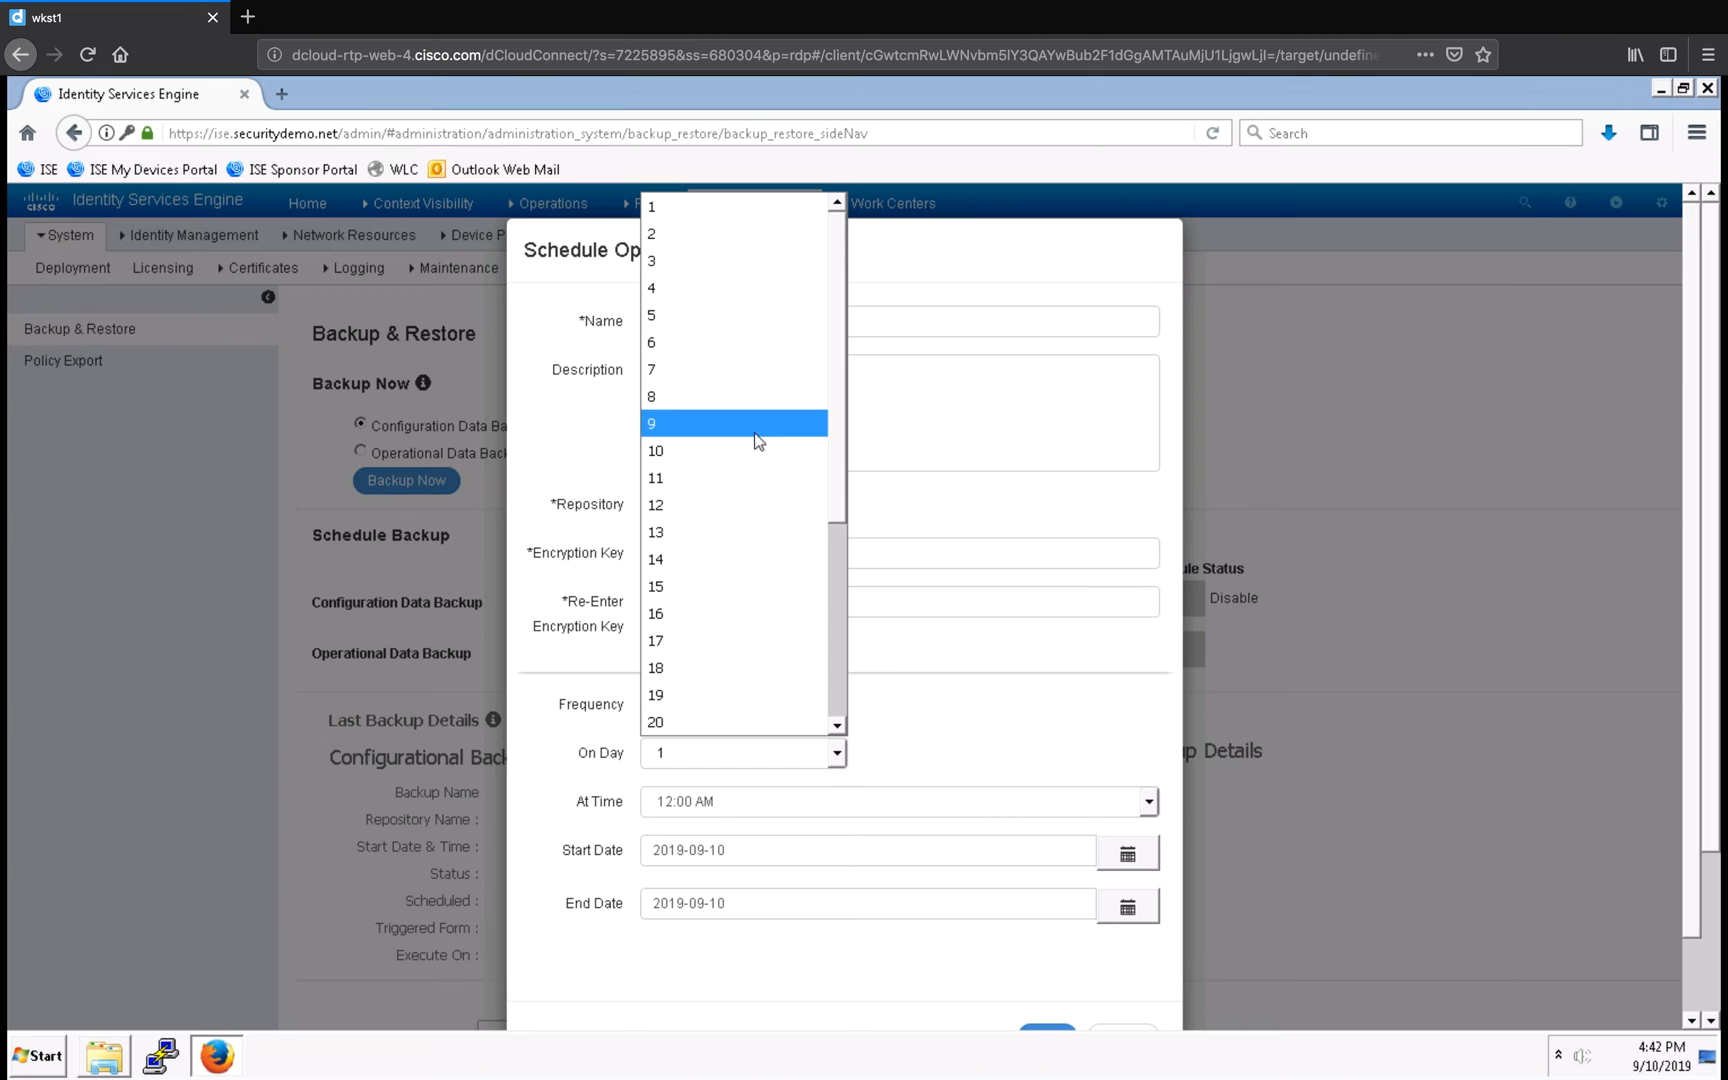 wkst1
dcloud-rtp-web-4.cisco.com/dCloudConnect/?s=7225895&ss=680304&p=rdp#/client/cGwtcmRwLWNvbm5lY3QAYwBub2F1dGgAMTAuMjU1LjgwLjI=/target/undefine
Identity Services Engine
https://ise.securitydemo.net/admin/#administration/administration_system/backup_restore/backup_restore_sideNav
Search
ISE ISE My Devices Portal ISE Sponsor Portal WLC Outlook Web Mail
CISCO Identity Services Engine Home Context Visibility Operations P Work Centers
System Identity Management Network Resources Device P
Deployment Licensing Certificates Logging Maintenance
Backup & Restore
Policy Export
Backup & Restore
Backup Now
Configuration Data Ba
Operational Data Back
Backup Now
Schedule Backup
Configuration Data Backup
Operational Data Backup
ule Status
Disable
Last Backup Details
Configurational Back
up Details
Backup Name
Repository Name :
Start Date & Time :
Status :
Scheduled :
Triggered Form :
Execute On :
Schedule Op
*Name
Description
*Repository
*Encryption Key
*Re-Enter
Encryption Key
1
2
3
4
5
6
7
8
9
10
11
12
13
14
15
16
17
18
19
20
Frequency
On Day 1
At Time 12:00 AM
Start Date 2019-09-10
End Date 2019-09-10
Start
4:42 PM
9/10/2019